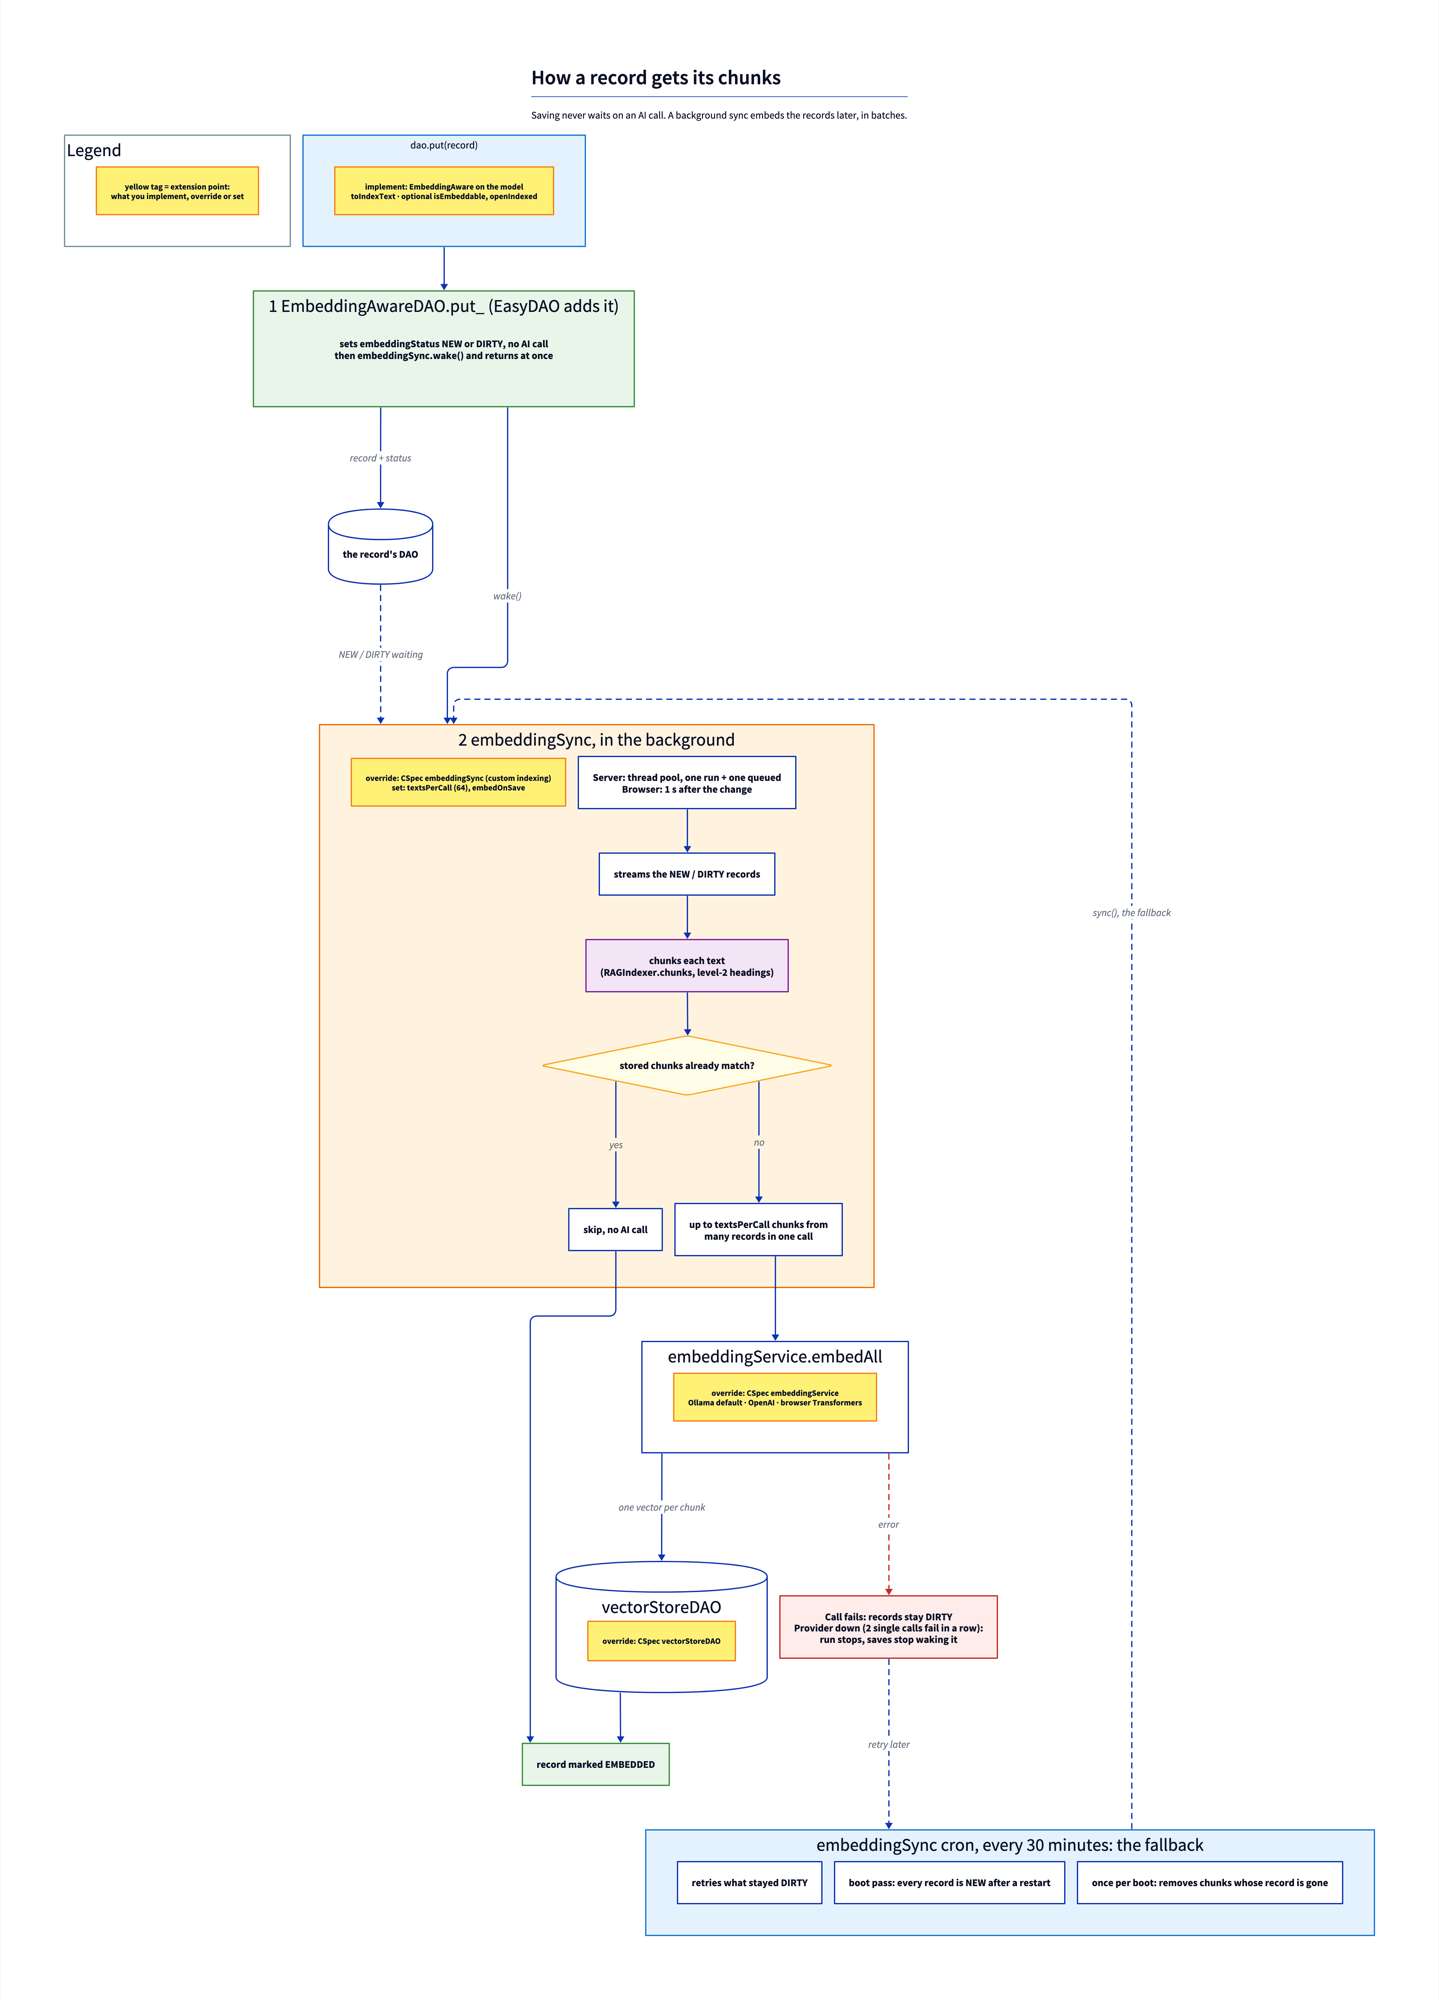 How a record gets its chunks
Saving never waits on an AI call. A background sync embeds the records later, in batches.
Legend
yellow tag = extension point:
what you implement, override or set
dao.put(record)
implement: EmbeddingAware on the model
toIndexText · optional isEmbeddable, openIndexed
1 EmbeddingAwareDAO.put_ (EasyDAO adds it)
sets embeddingStatus NEW or DIRTY, no AI call
then embeddingSync.wake() and returns at once
record + status
the record's DAO
wake()
NEW / DIRTY waiting
2 embeddingSync, in the background
override: CSpec embeddingSync (custom indexing)
set: textsPerCall (64), embedOnSave
Server: thread pool, one run + one queued
Browser: 1 s after the change
streams the NEW / DIRTY records
sync(), the fallback
chunks each text
(RAGIndexer.chunks, level-2 headings)
stored chunks already match?
yes
no
skip, no AI call
up to textsPerCall chunks from
many records in one call
embeddingService.embedAll
override: CSpec embeddingService
Ollama default · OpenAI · browser Transformers
one vector per chunk
error
vectorStoreDAO
override: CSpec vectorStoreDAO
Call fails: records stay DIRTY
Provider down (2 single calls fail in a row):
run stops, saves stop waking it
retry later
record marked EMBEDDED
embeddingSync cron, every 30 minutes: the fallback
retries what stayed DIRTY
boot pass: every record is NEW after a restart
once per boot: removes chunks whose record is gone